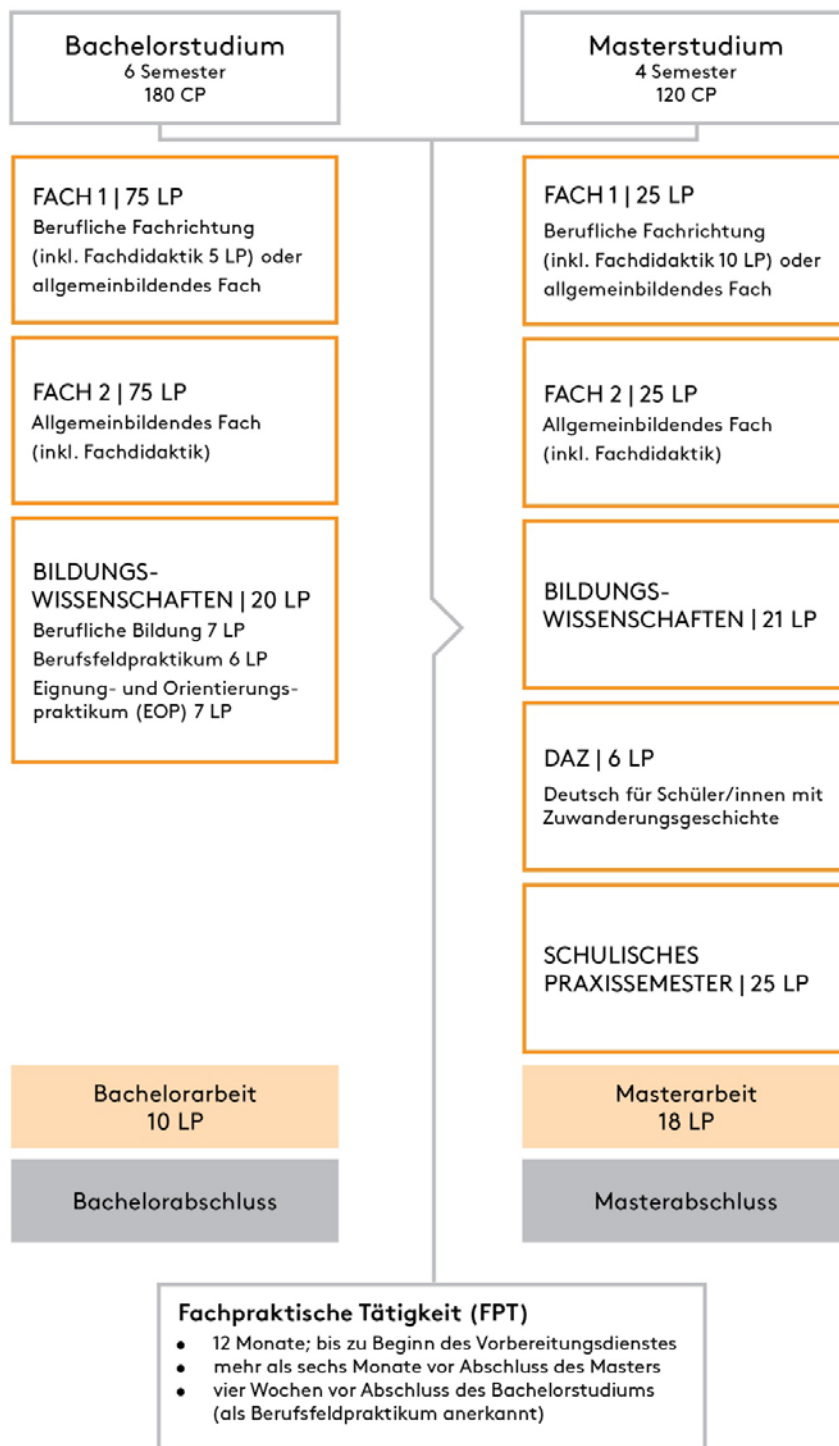 Bachelorstudium
6 Semester
180 CP
FACH 1 | 75 LP
Berufliche Fachrichtung
(inkl. Fachdidaktik 5 LP) oder
allgemeinbildendes Fach
FACH 2 | 75 LP
Allgemeinbildendes Fach
(inkl. Fachdidaktik)
BILDUNGS-
WISSENSCHAFTEN | 20 LP
Berufliche Bildung 7 LP
Berufsfeldpraktikum 6 LP
Eignung- und Orientierungs-
praktikum (EOP) 7 LP
Bachelorarbeit
10 LP
Bachelorabschluss
Masterstudium
4 Semester
120 CP
FACH 1 | 25 LP
Berufliche Fachrichtung
(inkl. Fachdidaktik 10 LP) oder
allgemeinbildendes Fach
FACH 2 | 25 LP
Allgemeinbildendes Fach
(inkl. Fachdidaktik)
BILDUNGS-
WISSENSCHAFTEN | 21 LP
DAZ | 6 LP
Deutsch für Schüler/innen mit
Zuwanderungsgeschichte
SCHULISCHES
PRAXISSEMESTER | 25 LP
Masterarbeit
18 LP
Masterabschluss
Fachpraktische Tätigkeit (FPT)
• 12 Monate; bis zu Beginn des Vorbereitungsdienstes
• mehr als sechs Monate vor Abschluss des Masters
• vier Wochen vor Abschluss des Bachelorstudiums
(als Berufsfeldpraktikum anerkannt)